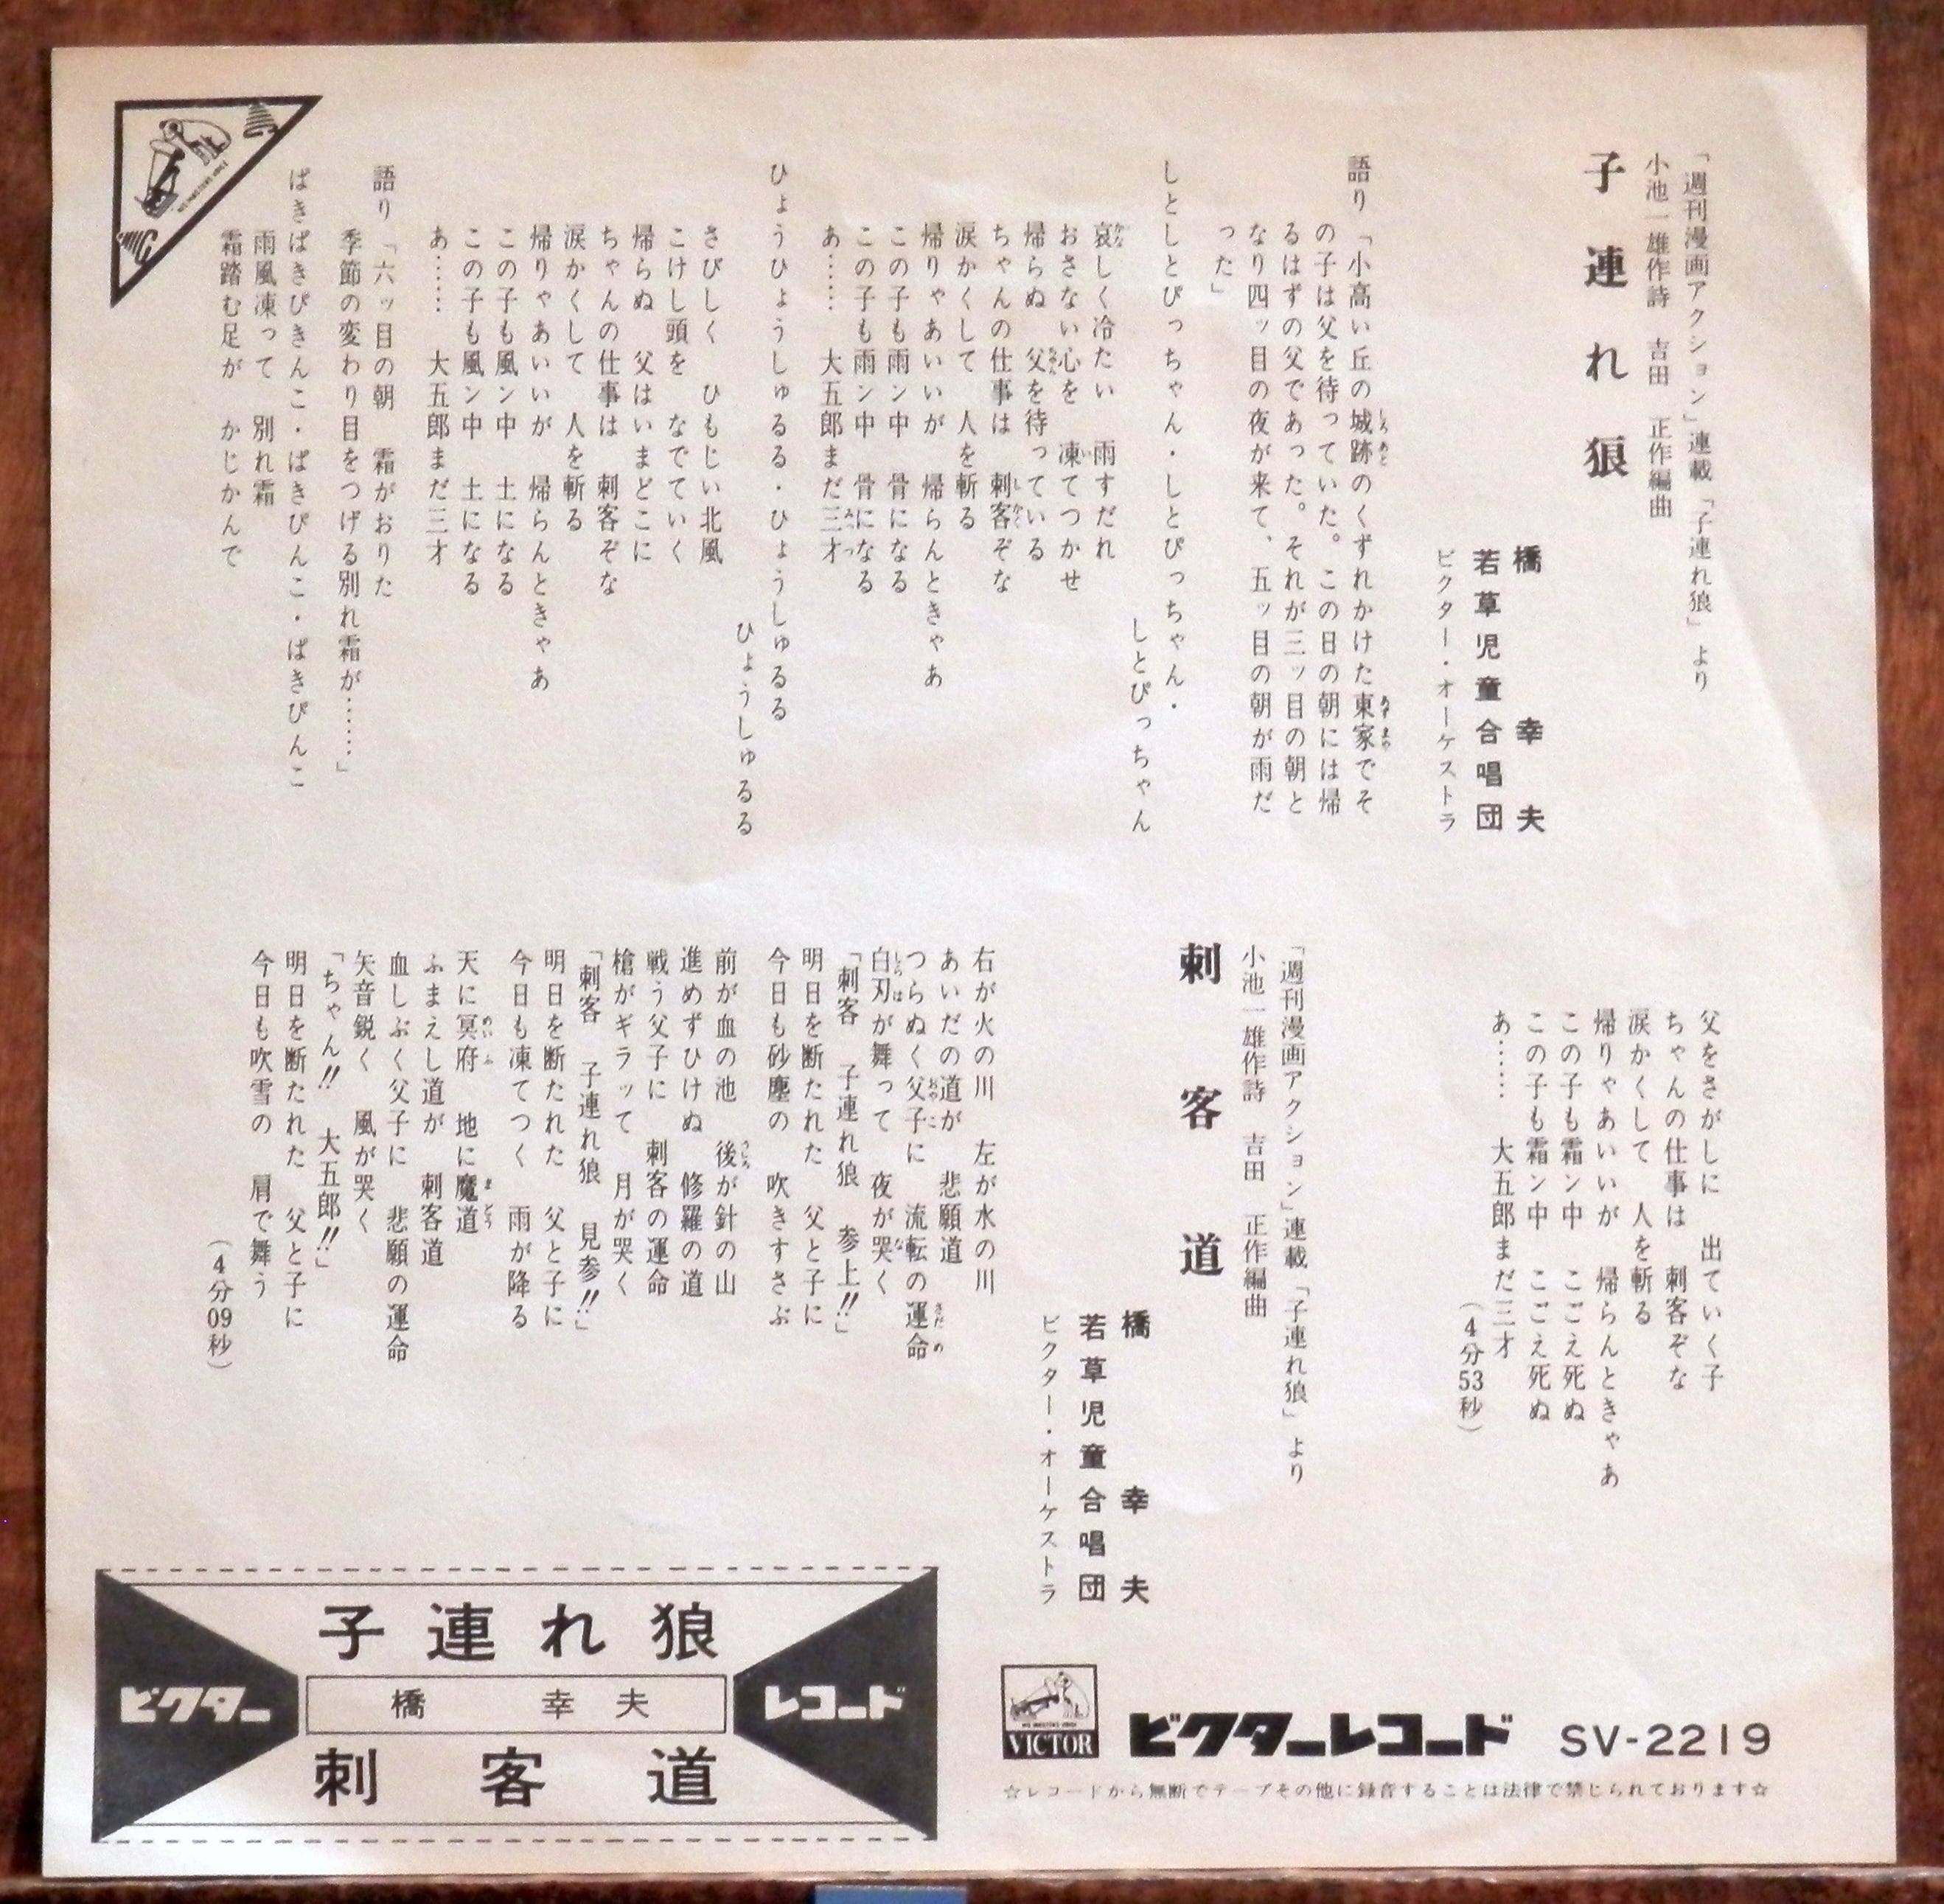 「週刊漫画アクション」連載「子連れ狼」より
小池一雄作詩　吉田　正作編曲
子連れ狼
橋　幸夫
若草児童合唱団
ビクター・オーケストラ
語り「小高い丘の城跡のくずれかけた東家でそ
の子は父を待っていた。この日の朝には帰
るはずの父であった。それが三ッ目の朝と
なり四ッ目の夜が来て、五ッ目の朝が雨だ
った」
しとしとぴっちゃん・しとぴっちゃん・
しとぴっちゃん
哀しく冷たい　雨すだれ
おさない心を　凍てつかせ
帰らぬ　父を待っている
ちゃんの仕事は　刺客ぞな
涙かくして　人を斬る
帰りゃあいいが　帰らんときゃあ
この子も雨ン中　骨になる
この子も雨ン中　骨になる
あ……　大五郎まだ三才
ひょうひょうしゅるる・ひょうしゅるる
ひょうしゅるる
さびしく　ひもじい北風
こけし頭を　なでていく
帰らぬ　父はいまどこに
ちゃんの仕事は　刺客ぞな
涙かくして　人を斬る
帰りゃあいいが　帰らんときゃあ
この子も風ン中　土になる
この子も風ン中　土になる
あ……　大五郎まだ三才
語り「六ッ目の朝　霜がおりた
季節の変わり目をつげる別れ霜が……」
ぱきぱきぴきんこ・ぱきぴんこ・ぱきぴんこ
雨風凍って　別れ霜
霜踏む足が　かじかんで
父をさがしに　出ていく子
ちゃんの仕事は　刺客ぞな
涙かくして　人を斬る
帰りゃあいいが　帰らんときゃあ
この子も霜ン中　こごえ死ぬ
この子も霜ン中　こごえ死ぬ
あ……　大五郎まだ三才
（4分53秒）
「週刊漫画アクション」連載「子連れ狼」より
小池一雄作詩　吉田　正作編曲
刺客道
橋　幸夫
若草児童合唱団
ビクター・オーケストラ
右が火の川　左が水の川
あいだの道が　悲願道
つらぬく父子に　流転の運命
白刃が舞って　夜が哭く
「刺客　子連れ狼　参上!!」
明日を断たれた　父と子に
今日も砂塵の　吹きすさぶ
前が血の池　後が針の山
進めずひけぬ　修羅の道
戦う父子に　刺客の運命
槍がギラッて　月が哭く
「刺客　子連れ狼　見参!!」
明日を断たれた　父と子に
今日も凍てつく　雨が降る
天に冥府　地に魔道
ふまえし道が　刺客道
血しぶく父子に　悲願の運命
矢音鋭く　風が哭く
「ちゃん!!　大五郎!!」
明日を断たれた　父と子に
今日も吹雪の　肩で舞う
（4分09秒）
子連れ狼
ビクター
橋　幸夫
レコード
刺客道
VICTOR
ビクターレコード　SV-2219
☆レコードから無断でテープその他に録音することは法律で禁じられております☆